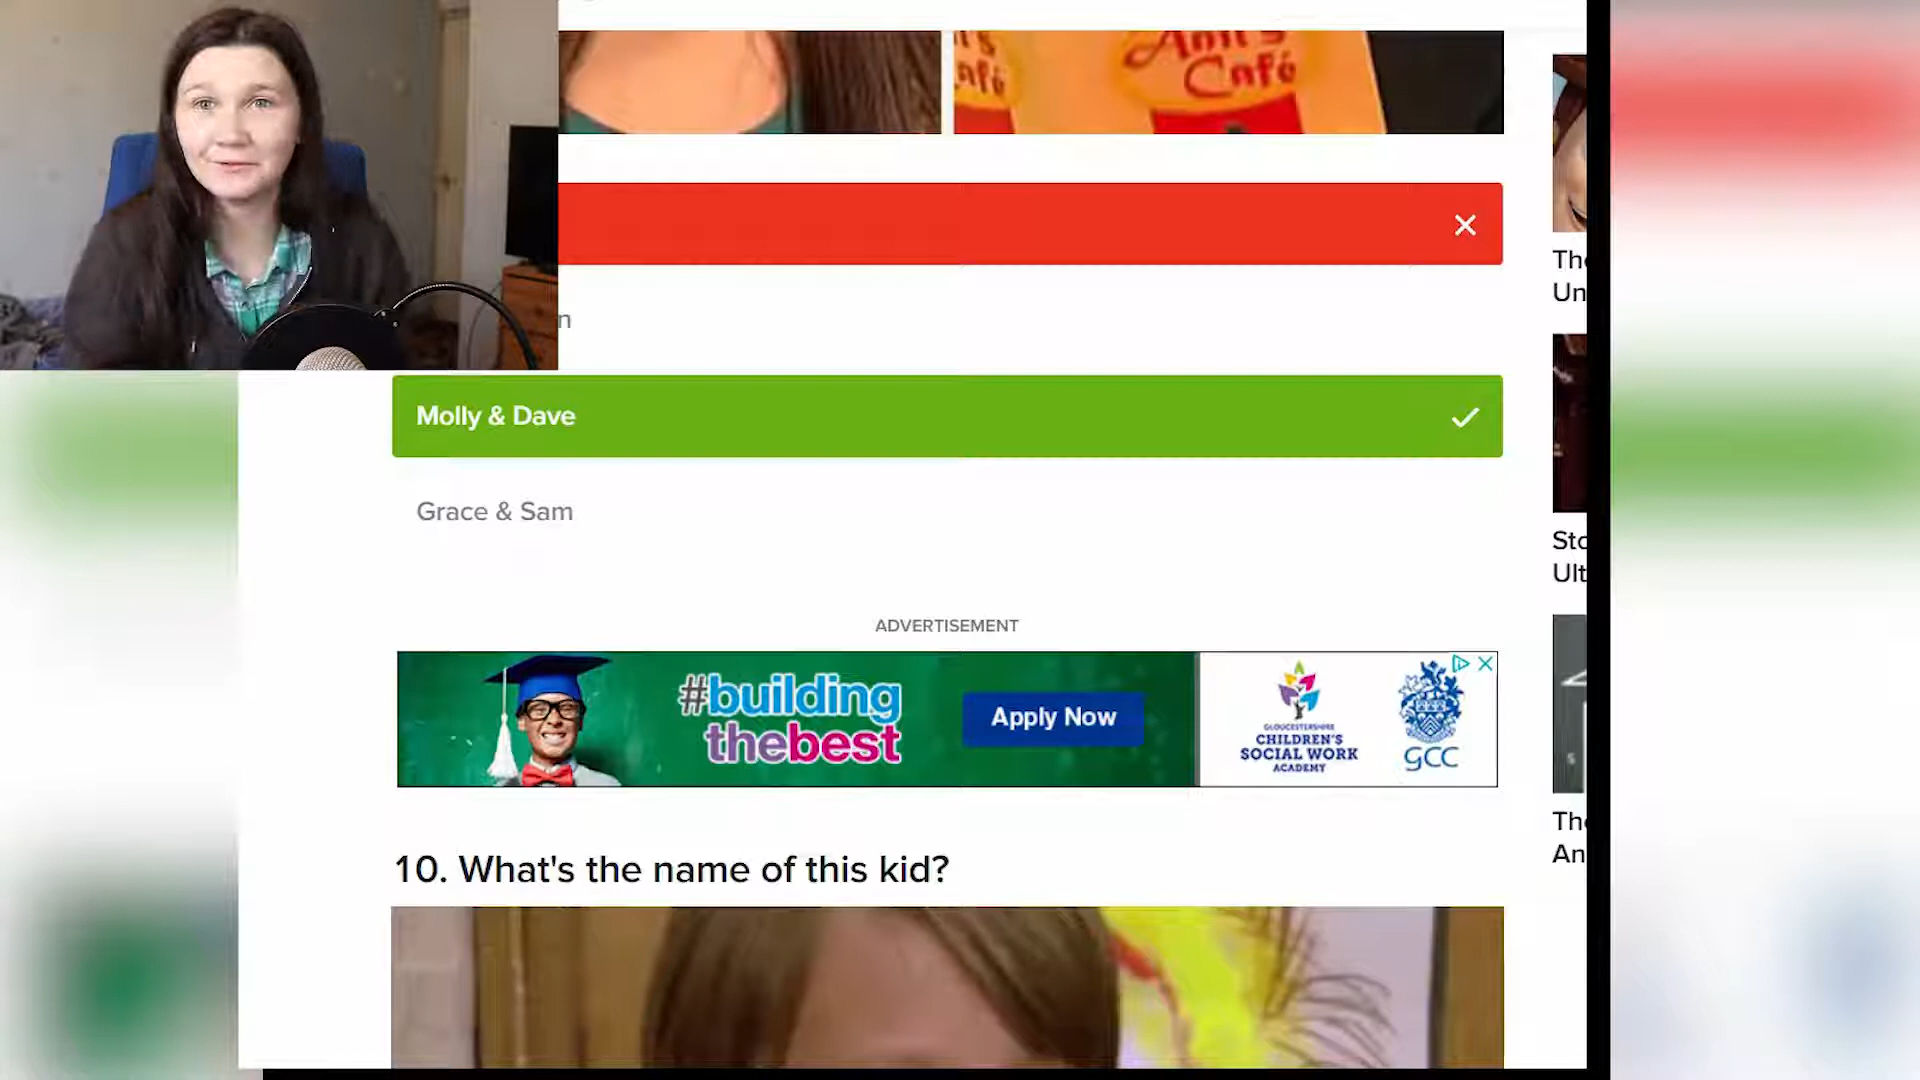 Café
Molly & Dave
Grace & Sam
ADVERTISEMENT
#building
thebest
Apply Now
GLOUCESTERSHIRE
CHILDREN'S
SOCIAL WORK
ACADEMY
GCC
10. What's the name of this kid?